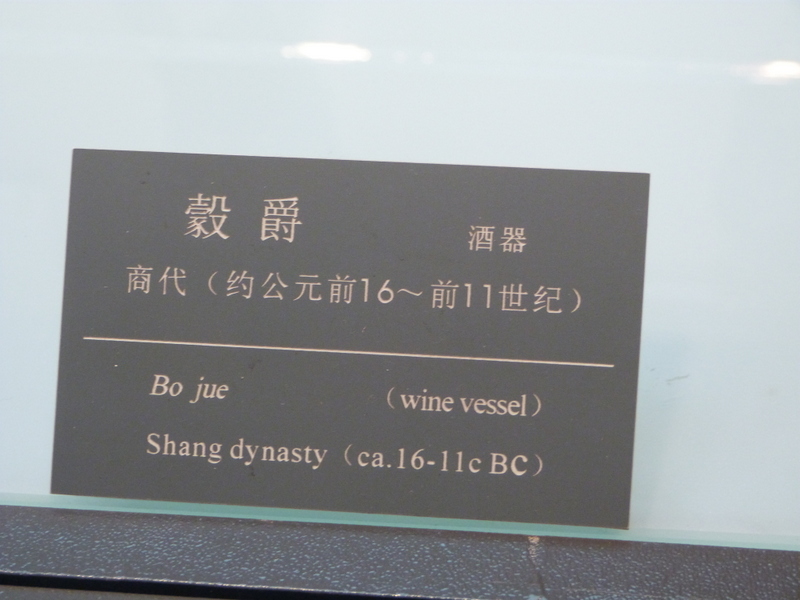 㝅爵 酒器
商代（约公元前16～前11世纪）
Bo jue （wine vessel）
Shang dynasty（ca.16-11c BC）